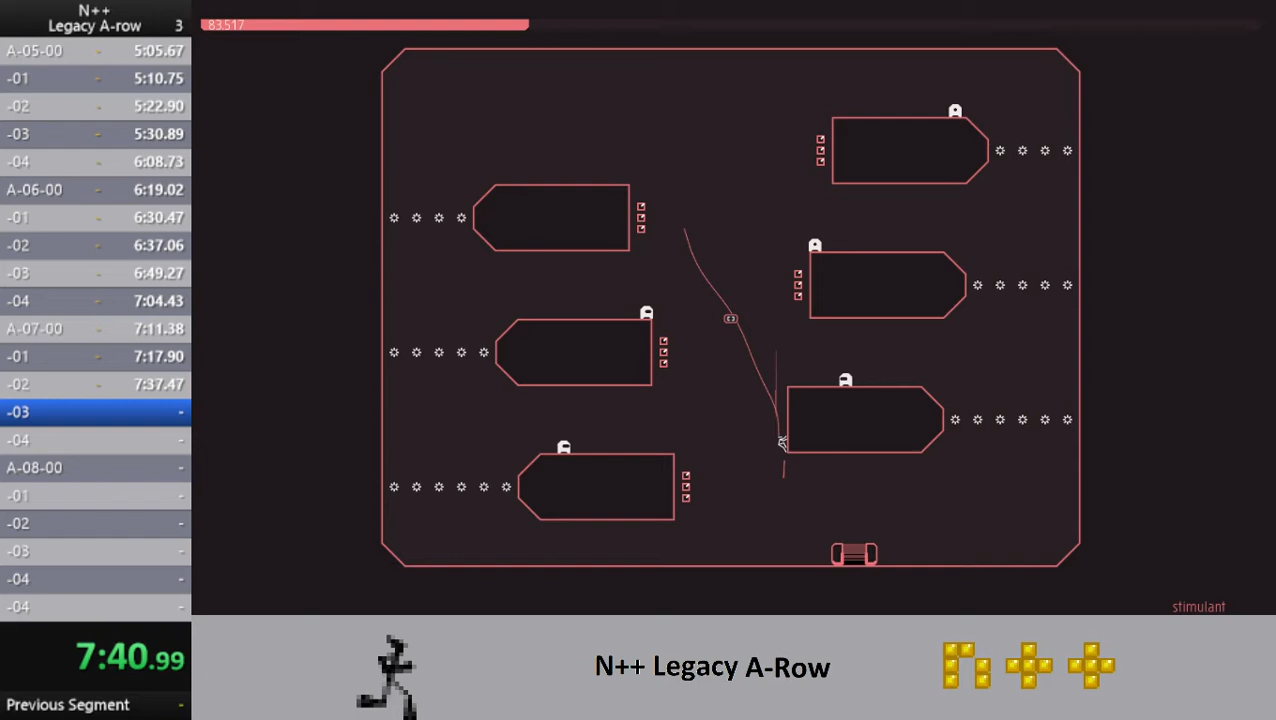 N++
Legacy A-row 3
A-05-00 - 5:05.67
-01 - 5:10.75
-02 - 5:22.90
-03 - 5:30.89
-04 - 6:08.73
A-06-00 - 6:19.02
-01 - 6:30.47
-02 - 6:37.06
-03 - 6:49.27
-04 - 7:04.43
A-07-00 - 7:11.38
-01 - 7:17.90
-02 - 7:37.47
-03 -
-04 -
A-08-00 -
-01 -
-02 -
-03 -
-04 -
-04 -
7:40.99
Previous Segment -
83.517
stimulant
N++ Legacy A-Row
n++